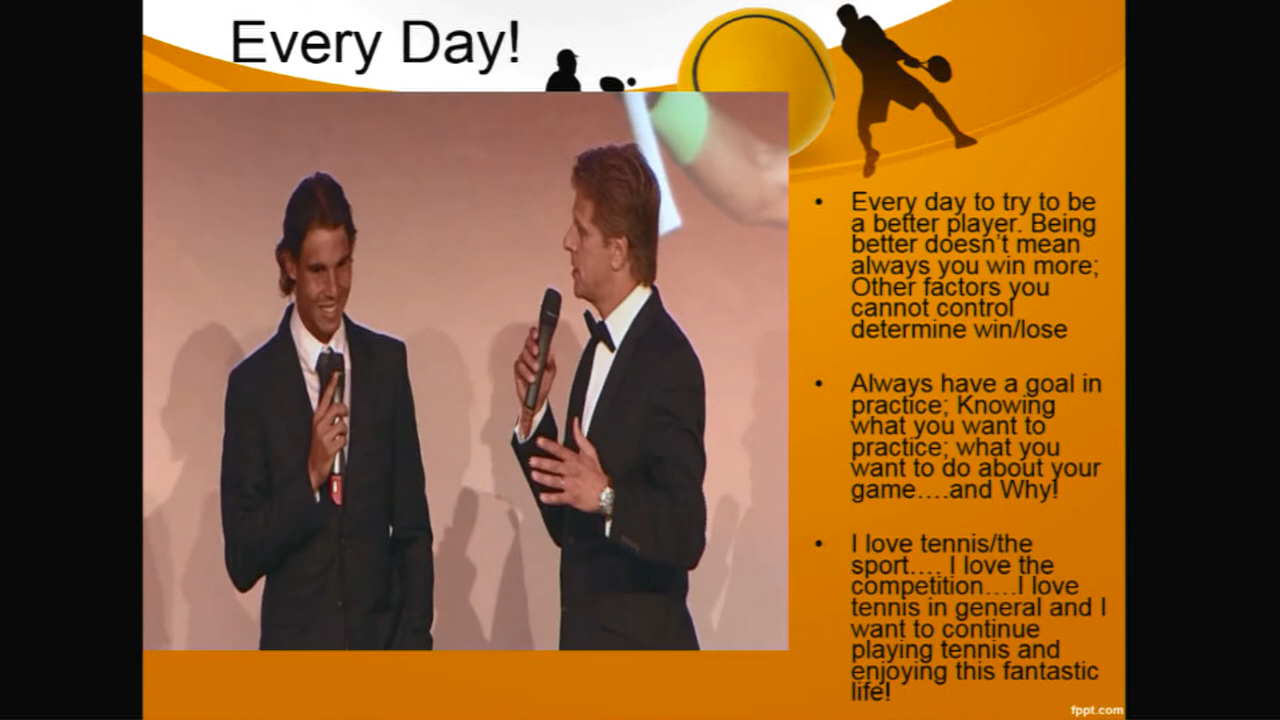 Every Day!
• Every day to try to be
a better player. Being
better doesn't mean
always you win more;
Other factors you
cannot control
determine win/lose
• Always have a goal in
practice; Knowing
what you want to
practice; what you
want to do about your
game....and Why!
• I love tennis/the
sport.... I love the
competition....I love
tennis in general and I
want to continue
playing tennis and
enjoying this fantastic
life!
fppt.com